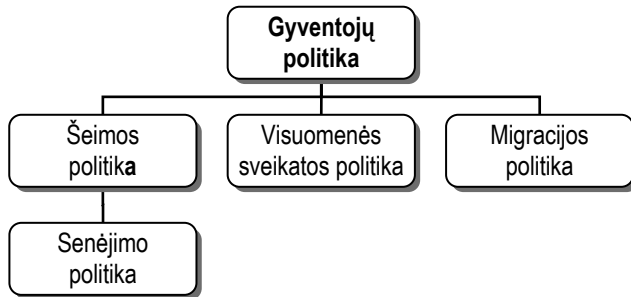 Gyventojų
politika
Šeimos
politika
Visuomenės
sveikatos politika
Migracijos
politika
Senėjimo
politika